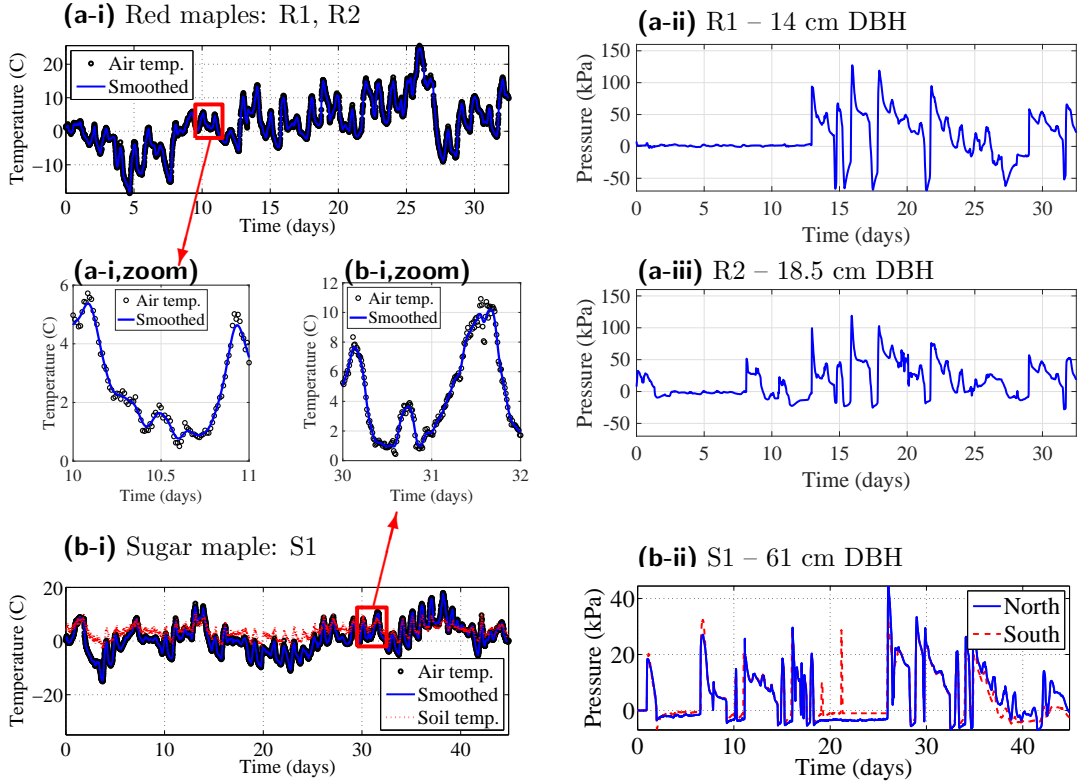 (a-i) Red maples: R1, R2
Temperature (C)
20
10
0
−10
Air temp.
Smoothed
0 5 10 15 20 25 30
Time (days)
(a-ii) R1 – 14 cm DBH
Pressure (kPa)
150
100
50
0
-50
0 5 10 15 20 25 30
Time (days)
(a-i,zoom)
Temperature (C)
6
4
2
0
Air temp.
Smoothed
10 10.5 11
Time (days)
(b-i,zoom)
Temperature (C)
12
10
8
6
4
2
0
Air temp.
Smoothed
30 31 32
Time (days)
(a-iii) R2 – 18.5 cm DBH
Pressure (kPa)
150
100
50
0
-50
0 5 10 15 20 25 30
Time (days)
(b-i) Sugar maple: S1
Temperature (C)
20
0
−20
Air temp.
Smoothed
Soil temp.
0 10 20 30 40
Time (days)
(b-ii) S1 – 61 cm DBH
Pressure (kPa)
40
20
0
North
South
0 10 20 30 40
Time (days)